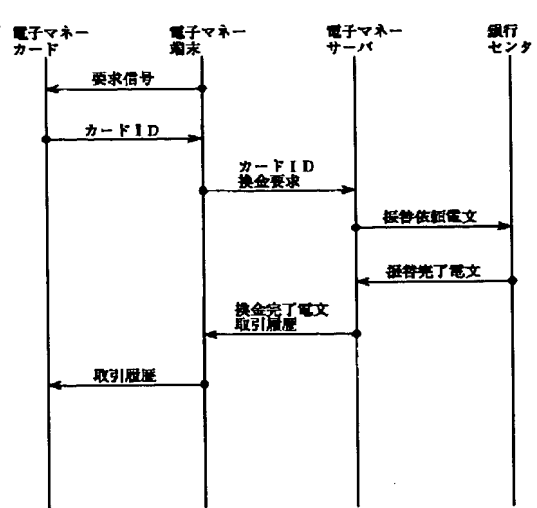 電子マネー
カード
電子マネー
端末
電子マネー
サーバ
銀行
センタ
要求信号
カードID
カードID
換金要求
振替依頼電文
振替完了電文
換金完了電文
取引履歴
取引履歴